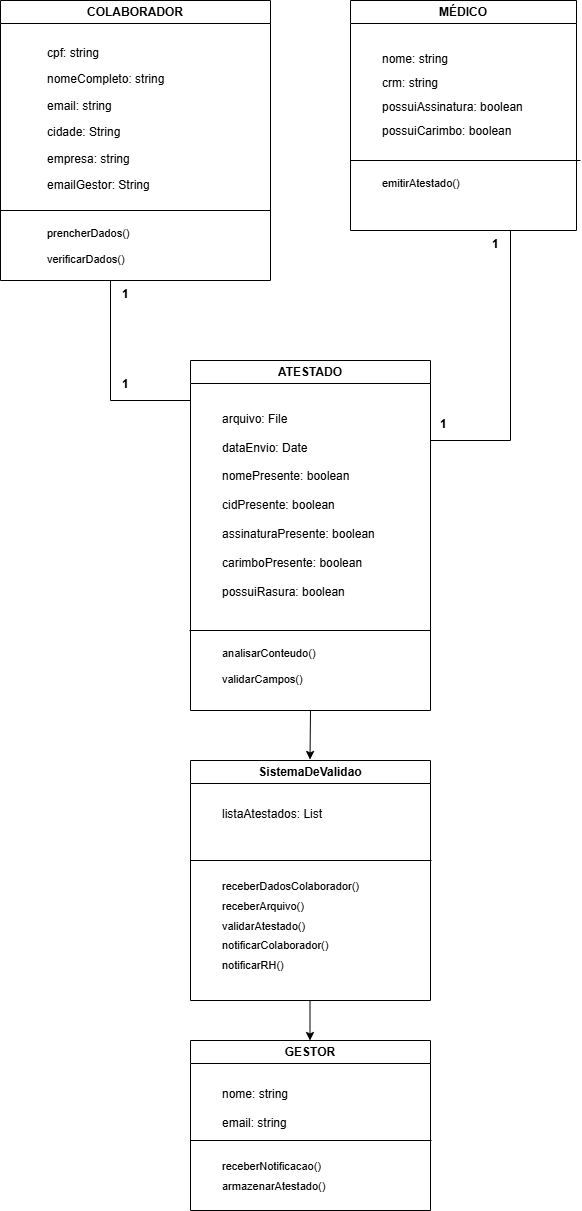 COLABORADOR
cpf: string
nomeCompleto: string
email: string
cidade: String
empresa: string
emailGestor: String
prencherDados()
verificarDados()
MÉDICO
nome: string
crm: string
possuiAssinatura: boolean
possuiCarimbo: boolean
emitirAtestado()
1
1
1
1
ATESTADO
arquivo: File
dataEnvio: Date
nomePresente: boolean
cidPresente: boolean
assinaturaPresente: boolean
carimboPresente: boolean
possuiRasura: boolean
analisarConteudo()
validarCampos()
SistemaDeValidao
listaAtestados: List
receberDadosColaborador()
receberArquivo()
validarAtestado()
notificarColaborador()
notificarRH()
GESTOR
nome: string
email: string
receberNotificacao()
armazenarAtestado()